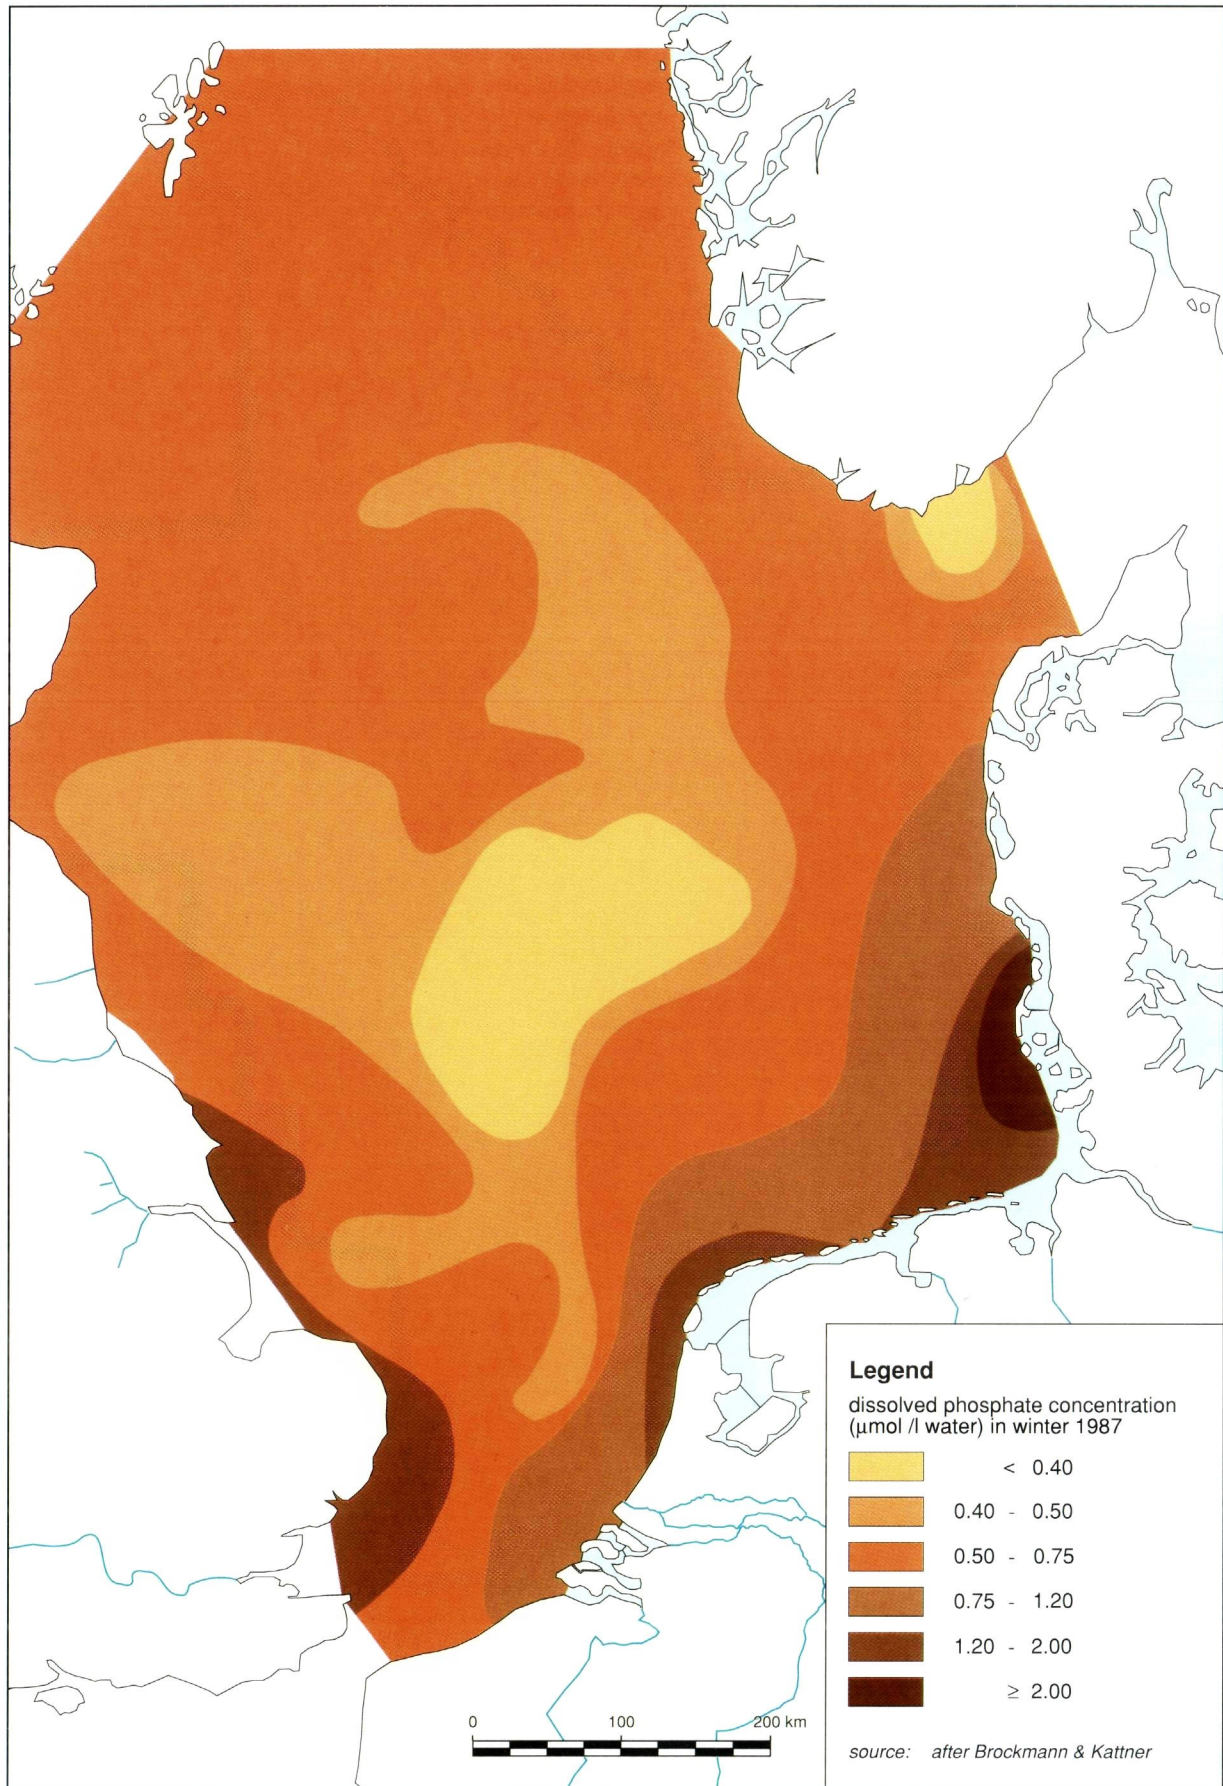 Legend
dissolved phosphate concentration
(μmol /l water) in winter 1987
< 0.40
0.40 - 0.50
0.50 - 0.75
0.75 - 1.20
1.20 - 2.00
≥ 2.00
0 100 200 km
source: after Brockmann & Kattner